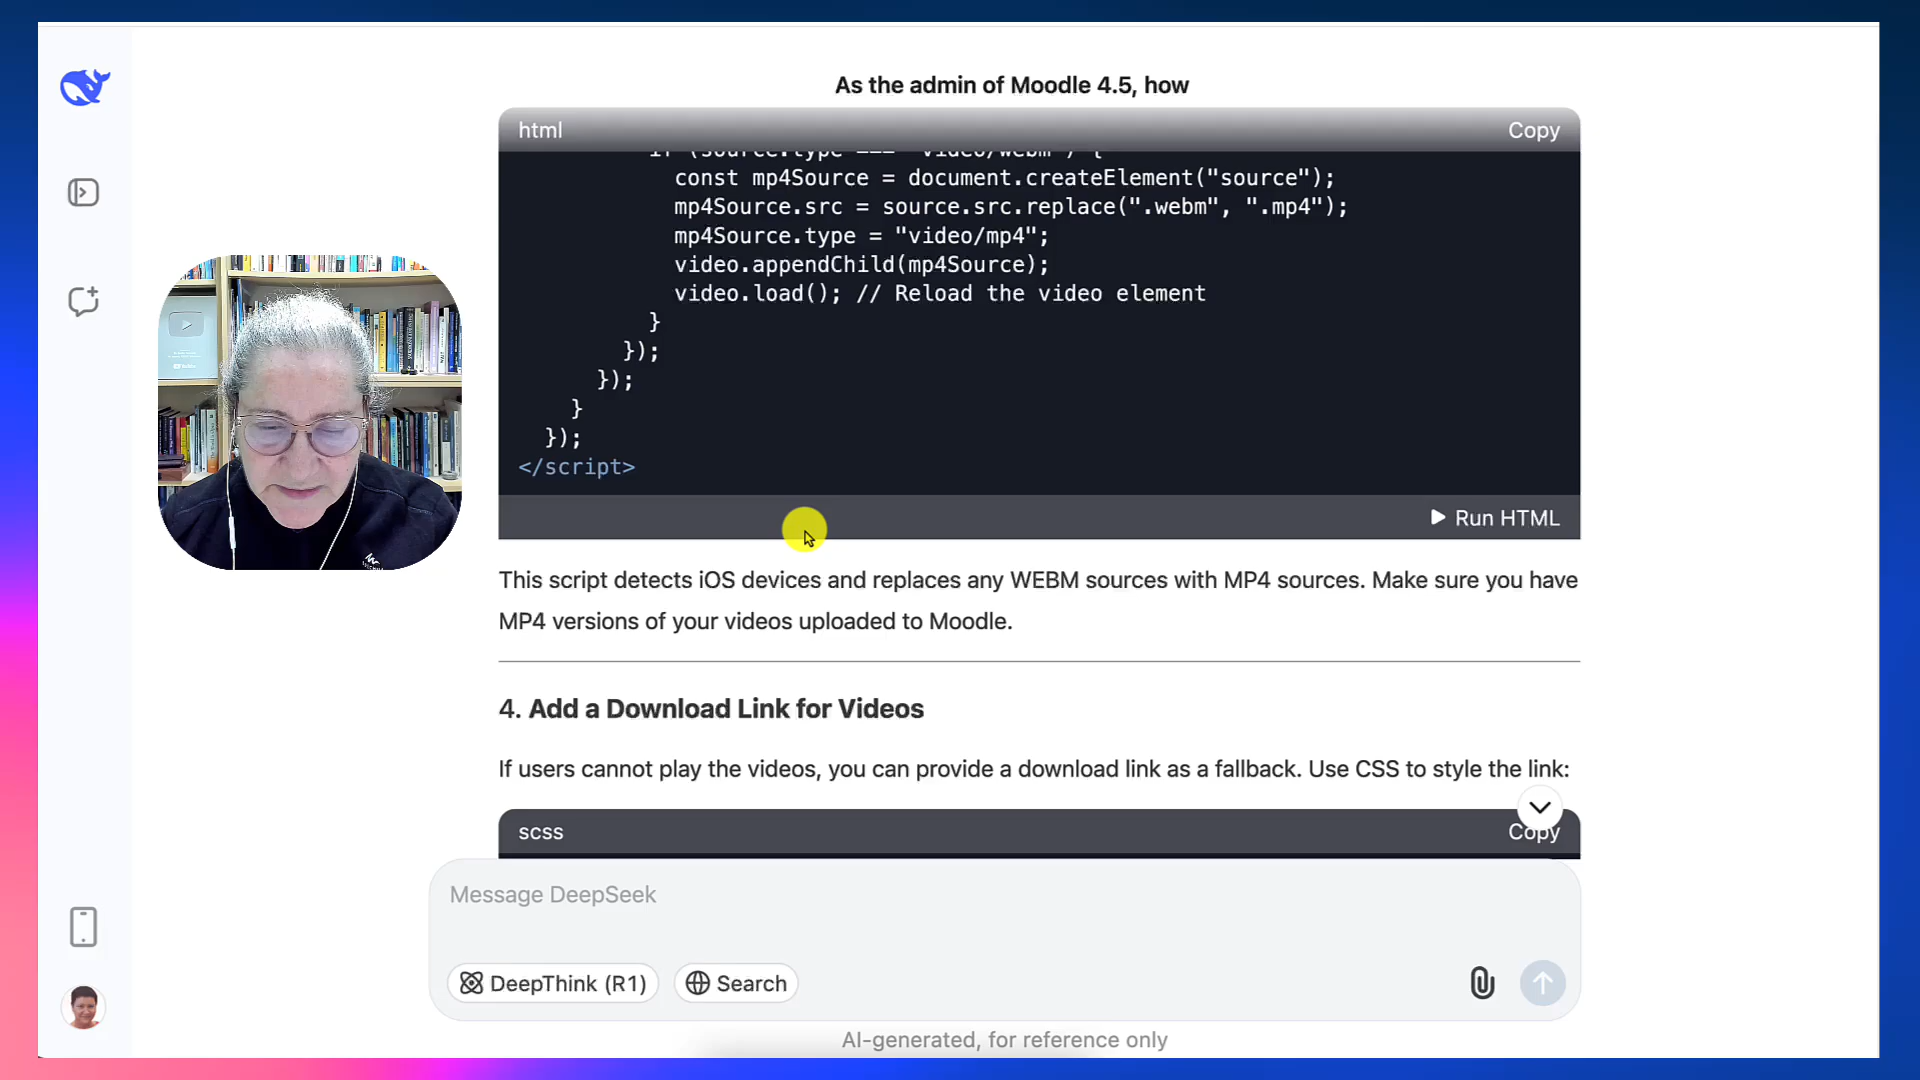 As the admin of Moodle 4.5, how
html
Copy
if (source.type === "video/webm") {
const mp4Source = document.createElement("source");
mp4Source.src = source.src.replace(".webm", ".mp4");
mp4Source.type = "video/mp4";
video.appendChild(mp4Source);
video.load(); // Reload the video element
}
});
});
}
});
</script>
Run HTML
This script detects iOS devices and replaces any WEBM sources with MP4 sources. Make sure you have
MP4 versions of your videos uploaded to Moodle.
4. Add a Download Link for Videos
If users cannot play the videos, you can provide a download link as a fallback. Use CSS to style the link:
scss
Copy
Message DeepSeek
DeepThink (R1)
Search
AI-generated, for reference only